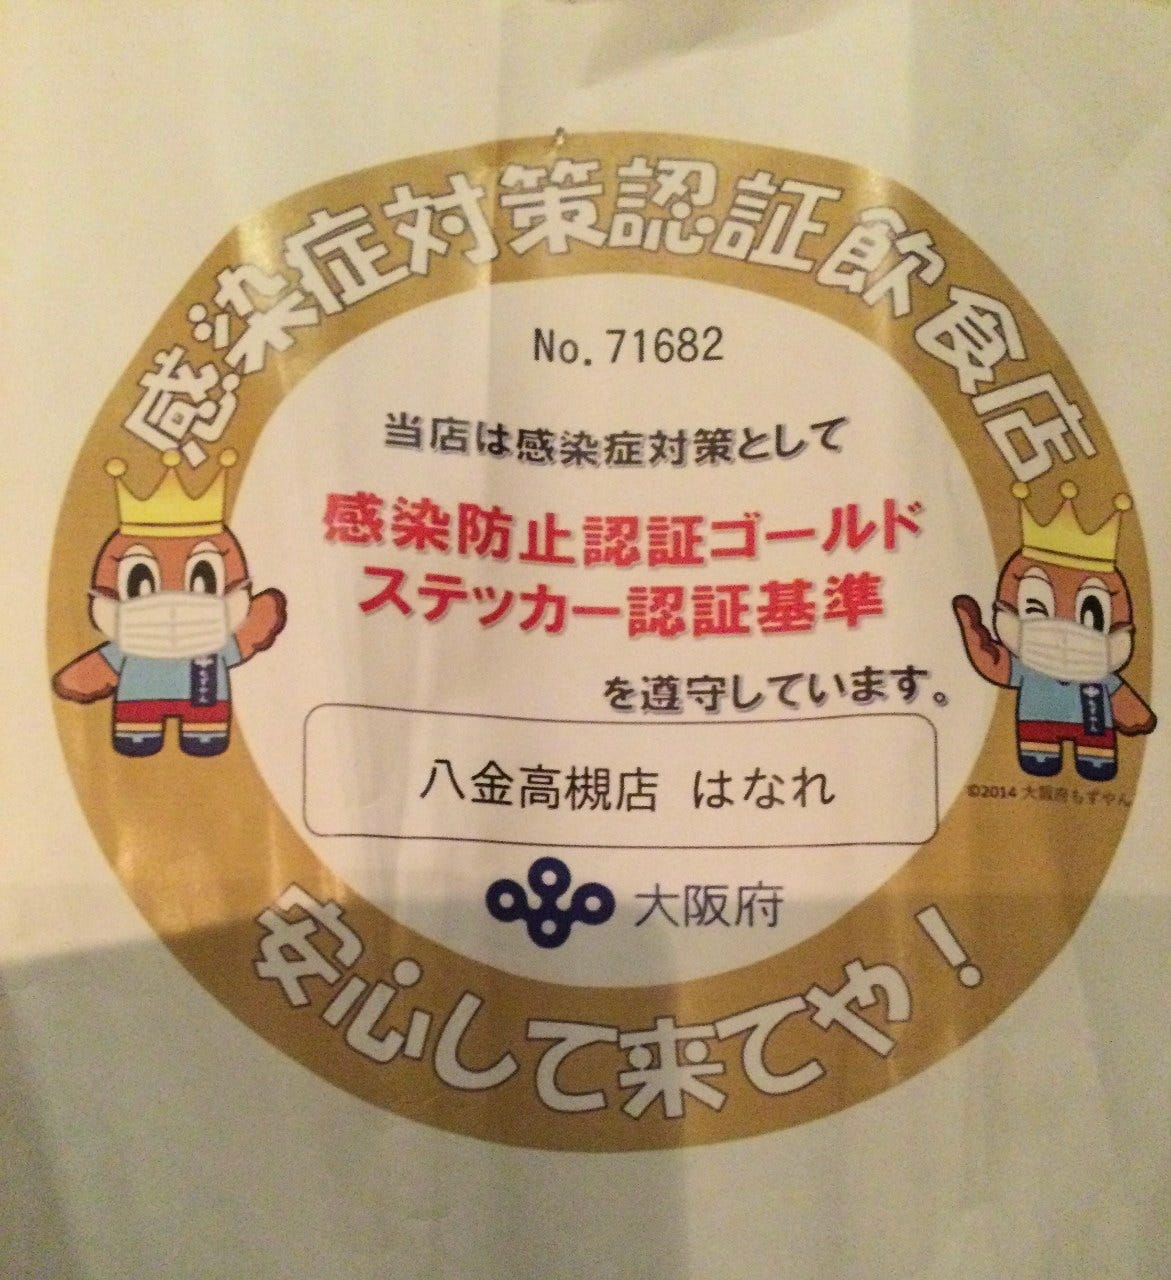 感染症対策認証飲食店
No. 71682
当店は感染症対策として
感染防止認証ゴールド
ステッカー認証基準
を遵守しています。
八金高槻店 はなれ
©2014 大阪府もずやん
大阪府
安心して来てや！